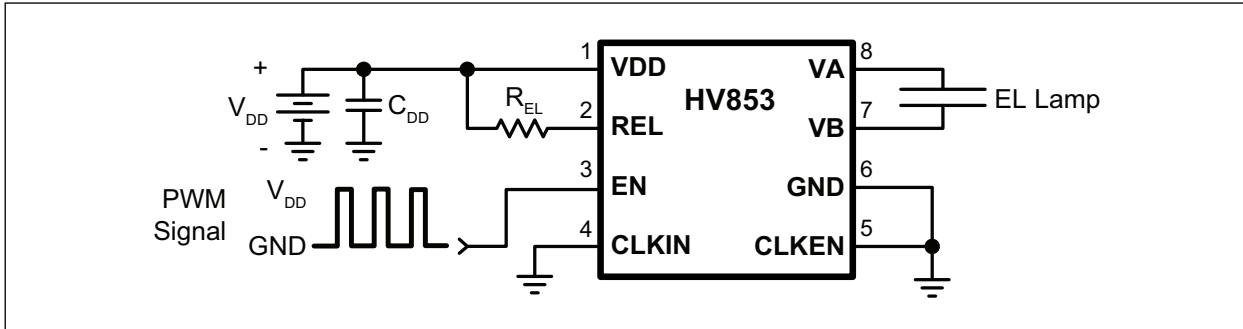 1
VDD
VA
8
HV853
+
V_DD
-
C_DD
R_EL
2
REL
VB
7
EL Lamp
3
EN
GND
6
PWM
Signal
V_DD
GND
4
CLKIN
CLKEN
5